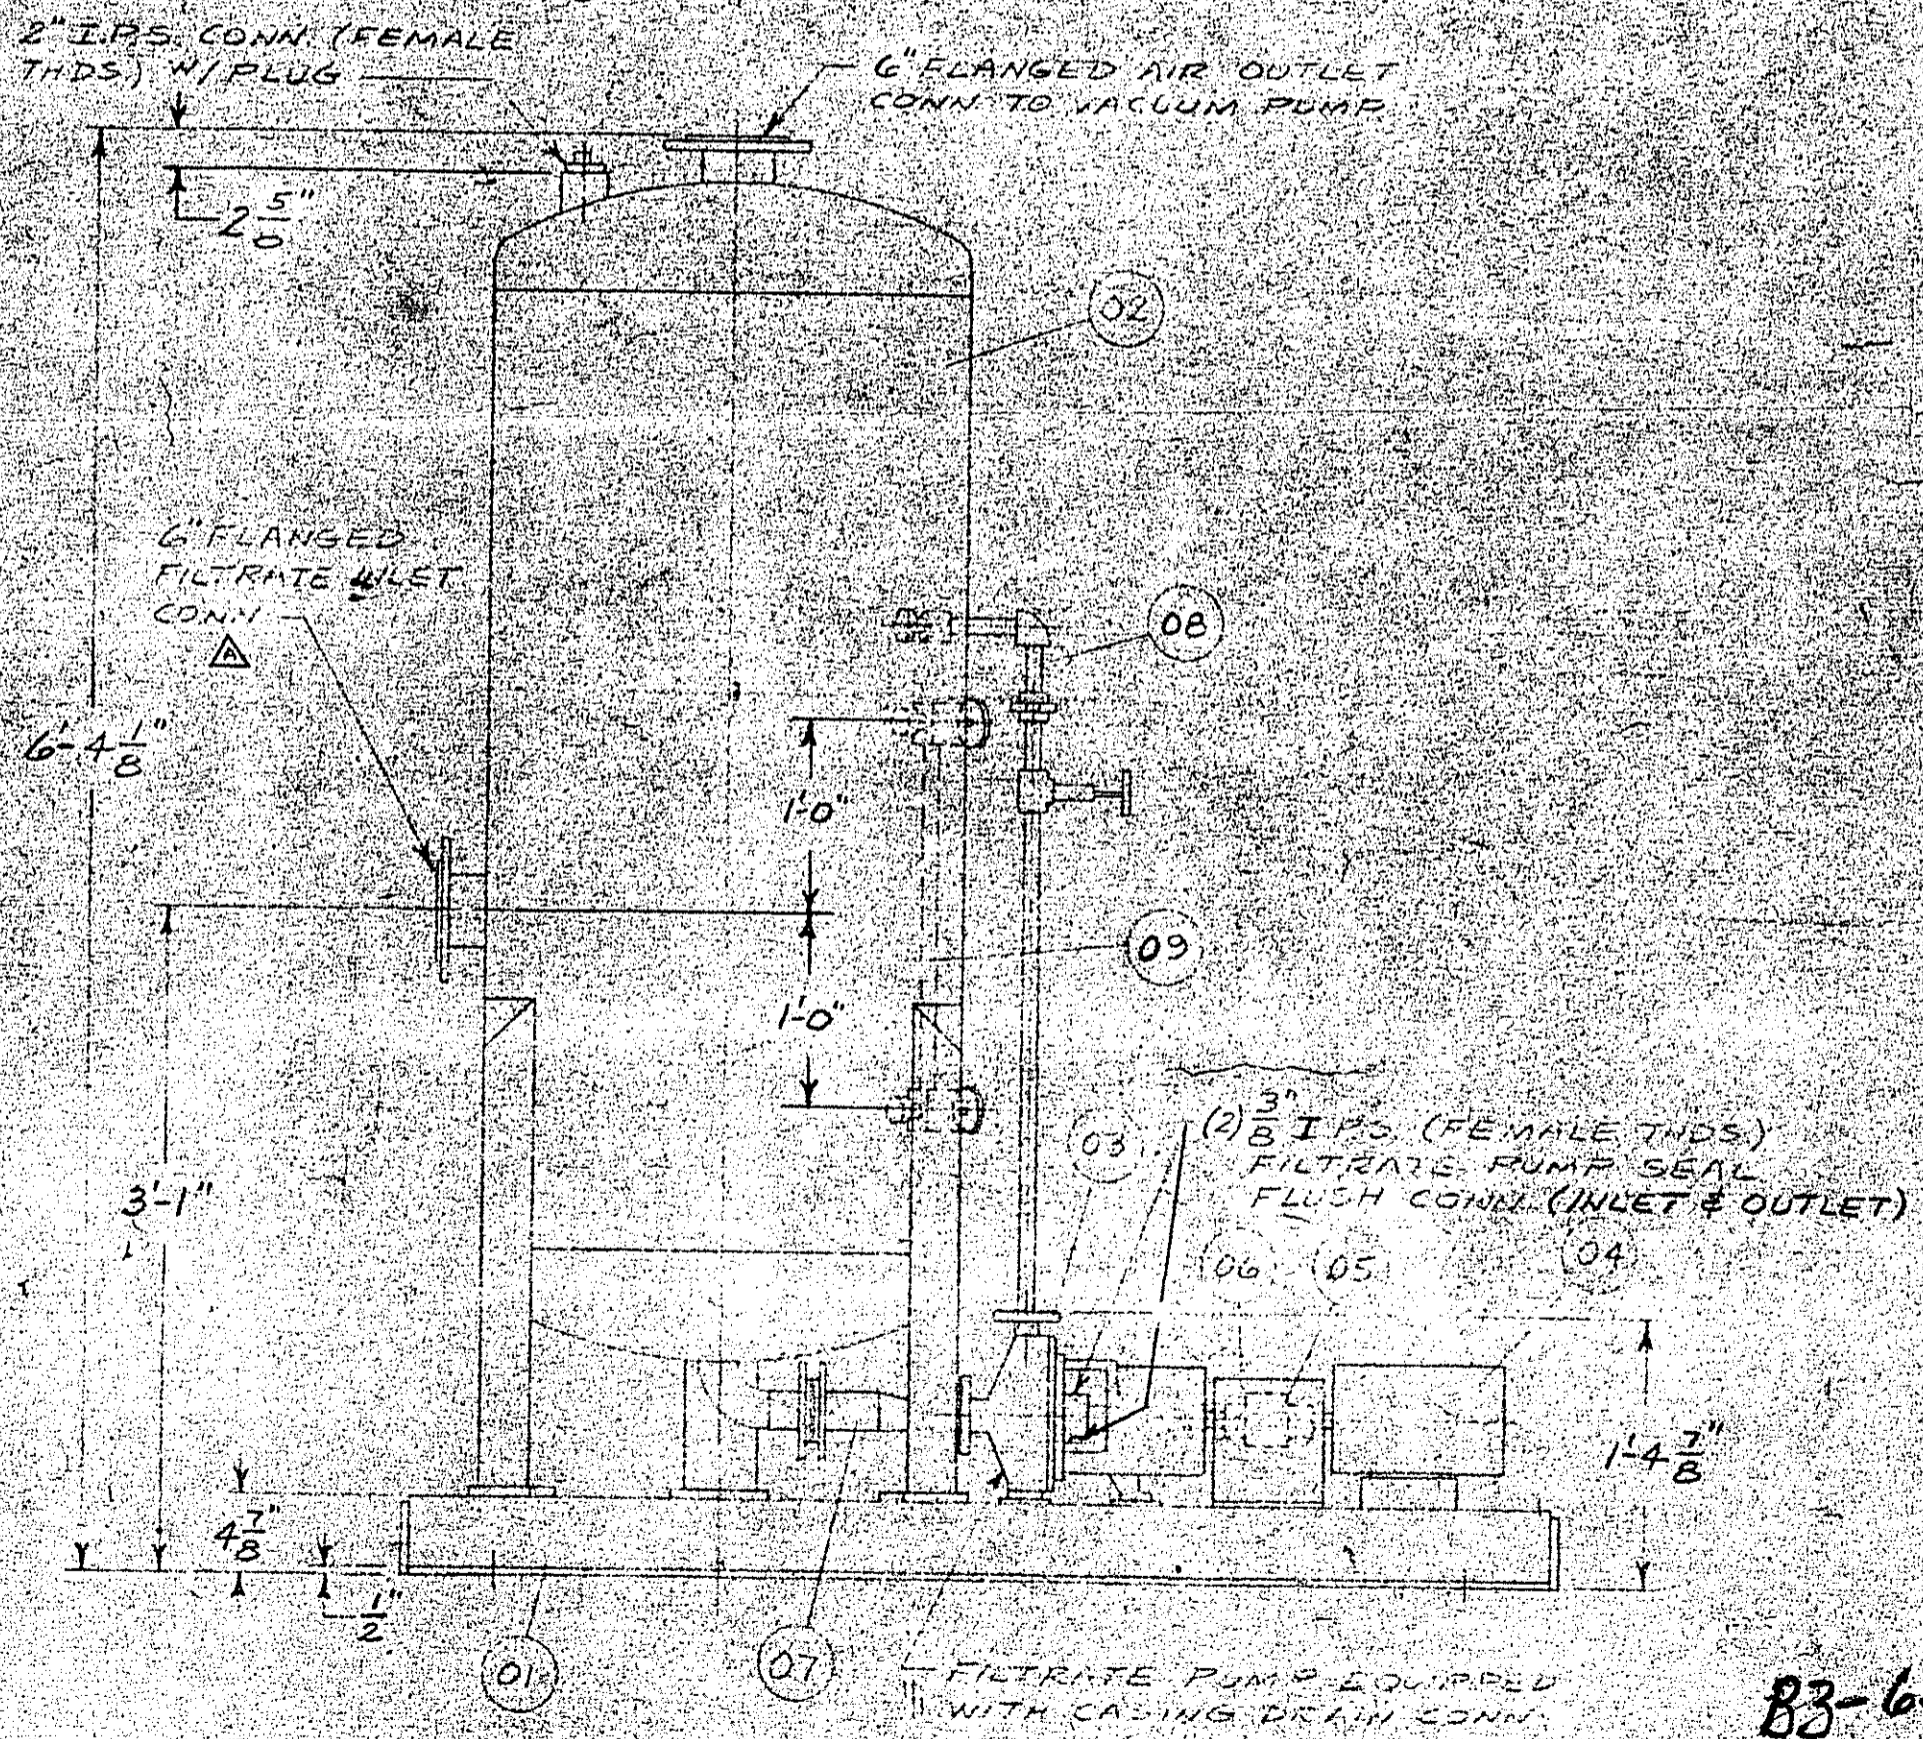 2" I.P.S. CONN. (FEMALE
THDS.) W/PLUG
6" FLANGED AIR OUTLET
CONN TO VACUUM PUMP
2 5"
02
6" FLANGED
FILTRATE INLET
CONN
A
08
6'-4 1/8"
1'-0"
09
1'-0"
03
(2) 3/8" I.P.S. (FEMALE THDS.)
FILTRATE PUMP SEAL
FLUSH CONN. (INLET & OUTLET)
3'-1"
06
05
04
1'-4 7/8"
4 7/8"
1/2"
01
07
FILTRATE PUMP EQUIPPED
WITH CASING DRAIN CONN.
B3-6